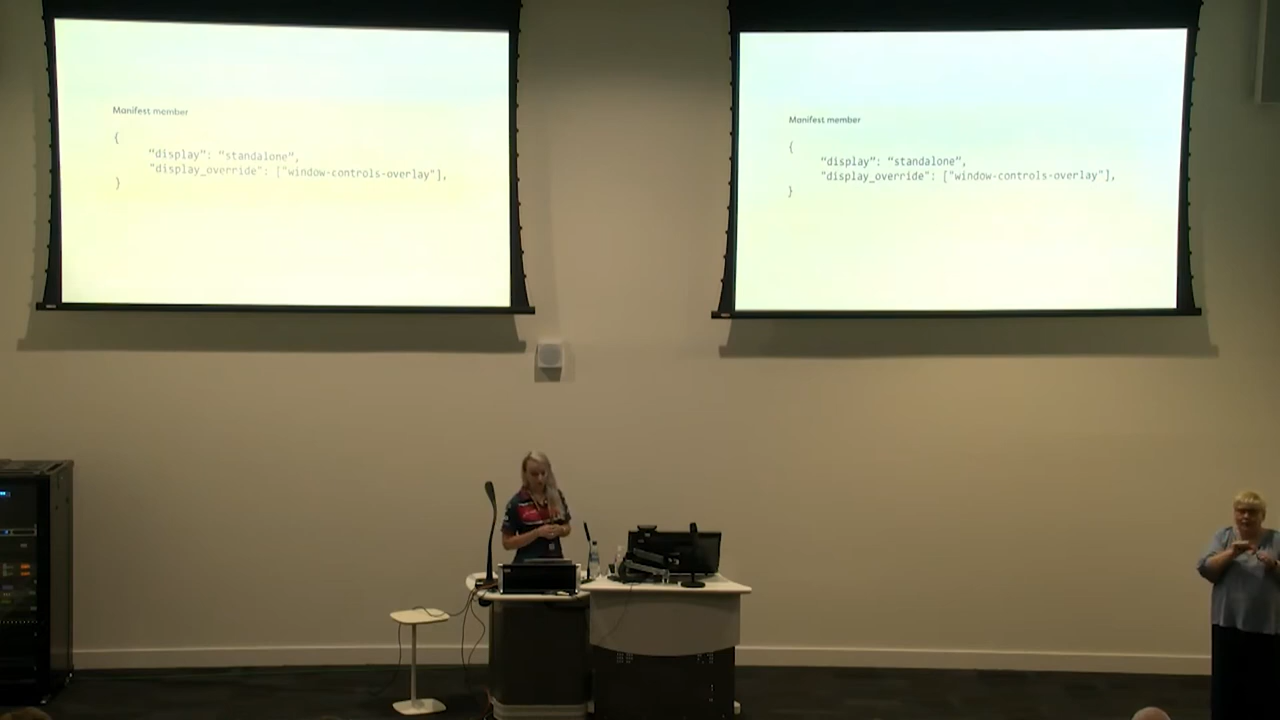 Manifest member
{
“display”: “standalone”,
"display_override": ["window-controls-overlay"],
}
Manifest member
{
“display”: “standalone”,
"display_override": ["window-controls-overlay"],
}